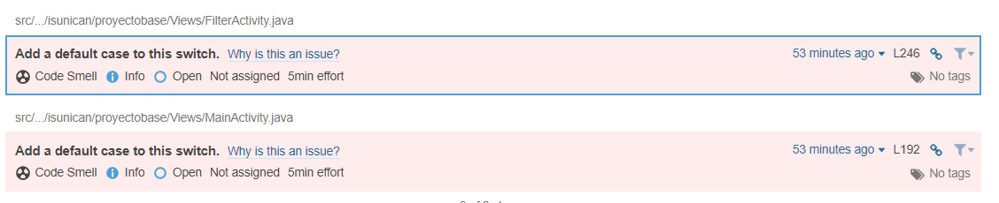 src/.../isunican/proyectobase/Views/FilterActivity.java
Add a default case to this switch. Why is this an issue? 53 minutes ago L246
Code Smell Info Open Not assigned 5min effort No tags
src/.../isunican/proyectobase/Views/MainActivity.java
Add a default case to this switch. Why is this an issue? 53 minutes ago L192
Code Smell Info Open Not assigned 5min effort No tags